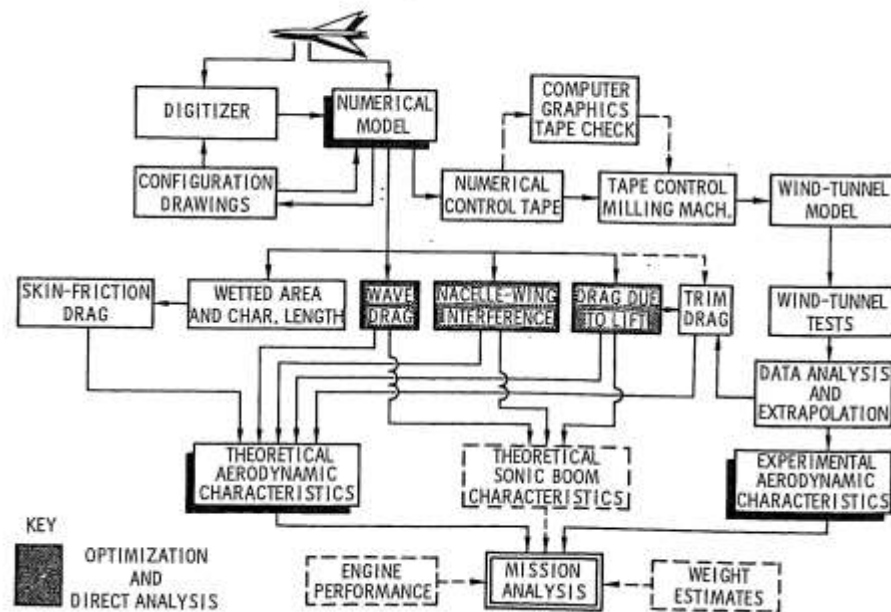 DIGITIZER
NUMERICAL
MODEL
COMPUTER
GRAPHICS
TAPE CHECK
CONFIGURATION
DRAWINGS
NUMERICAL
CONTROL TAPE
TAPE CONTROL
MILLING MACH.
WIND-TUNNEL
MODEL
SKIN-FRICTION
DRAG
WETTED AREA
AND CHAR. LENGTH
WAVE
DRAG
NACELLE-WING
INTERFERENCE
DRAG DUE
TO LIFT
TRIM
DRAG
WIND-TUNNEL
TESTS
DATA ANALYSIS
AND
EXTRAPOLATION
THEORETICAL
AERODYNAMIC
CHARACTERISTICS
THEORETICAL
SONIC BOOM
CHARACTERISTICS
EXPERIMENTAL
AERODYNAMIC
CHARACTERISTICS
KEY
OPTIMIZATION
AND
DIRECT ANALYSIS
ENGINE
PERFORMANCE
MISSION
ANALYSIS
WEIGHT
ESTIMATES